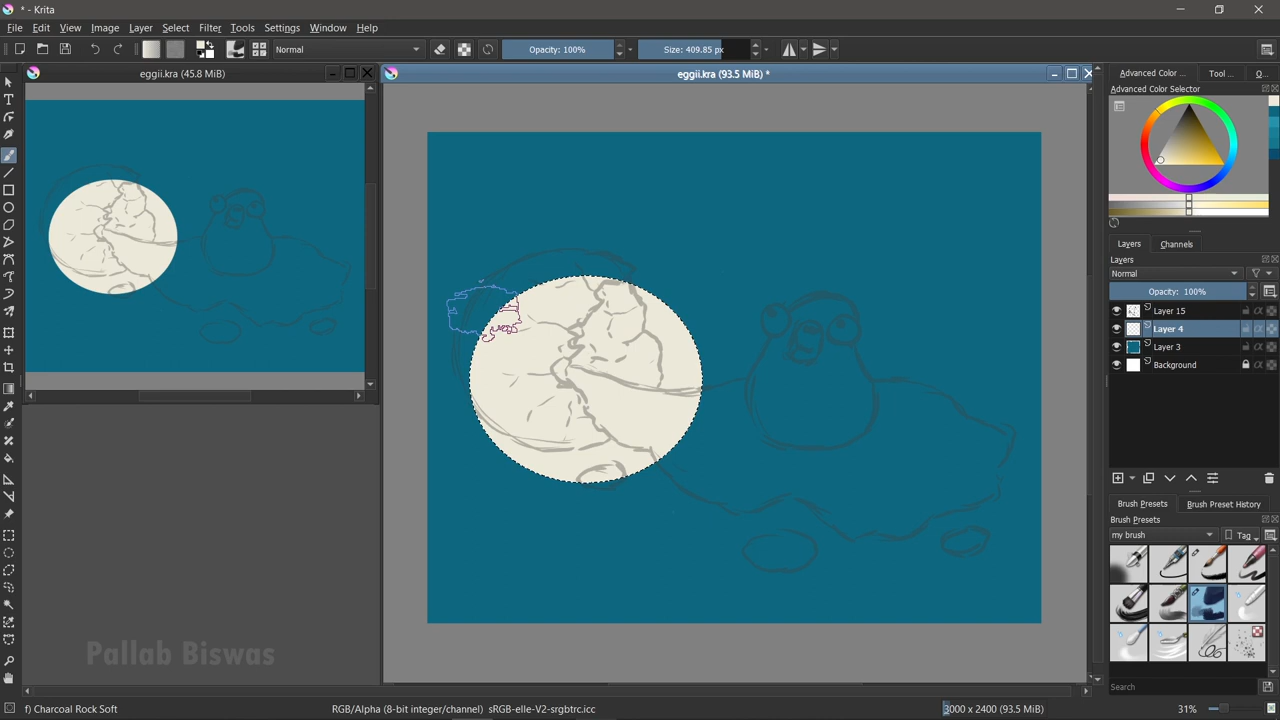 * - Krita
File Edit View Image Layer Select Filter Tools Settings Window Help
Normal Opacity: 100% Size: 409.85 px
eggii.kra (45.8 MiB)
eggii.kra (93.5 MiB) *
Advanced Color ... Tool ... O...
Advanced Color Selector
Layers Channels
Layers
Normal
Opacity: 100%
Layer 15
Layer 4
Layer 3
Background
Brush Presets Brush Preset History
Brush Presets
my brush Tag
Search
Pallab Biswas
f) Charcoal Rock Soft RGB/Alpha (8-bit integer/channel) sRGB-elle-V2-srgbtrc.icc 3000 x 2400 (93.5 MiB) 31%